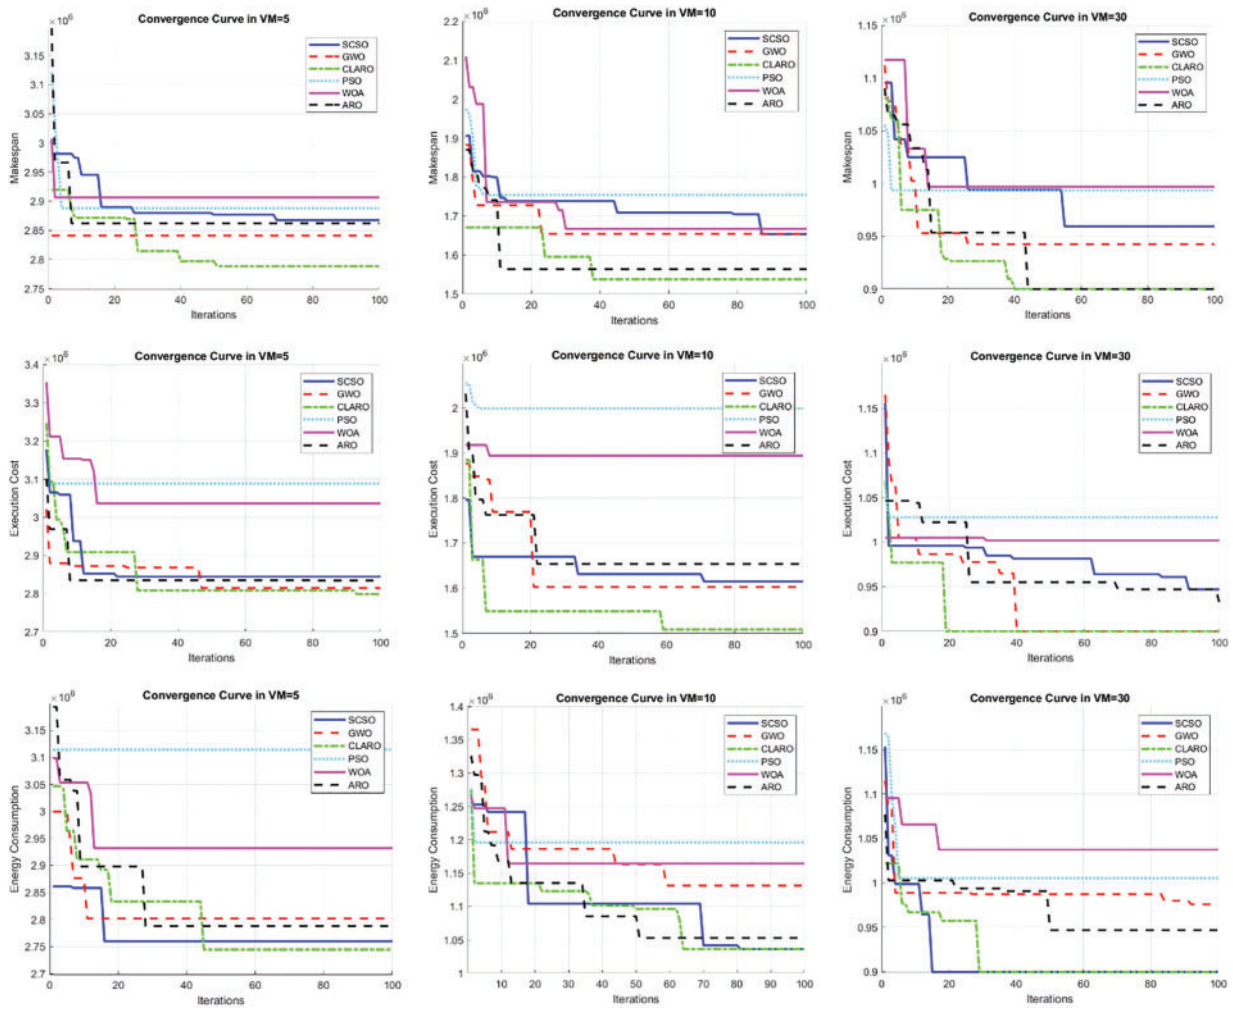 Convergence Curve in VM=5
×10⁶
3.15
3.1
3.05
3
2.95
2.9
2.85
2.8
2.75
Makespan
0 20 40 60 80 100
Iterations
SCSO
GWO
CLARO
PSO
WOA
ARO
Convergence Curve in VM=10
×10⁶
2.2
2.1
2
1.9
1.8
1.7
1.6
1.5
Makespan
0 20 40 60 80 100
Iterations
SCSO
GWO
CLARO
PSO
WOA
ARO
Convergence Curve in VM=30
×10⁶
1.15
1.1
1.05
1
0.95
0.9
Makespan
0 20 40 60 80 100
Iterations
SCSO
GWO
CLARO
PSO
WOA
ARO
Convergence Curve in VM=5
×10⁶
3.4
3.3
3.2
3.1
3
2.9
2.8
2.7
Execution Cost
0 20 40 60 80 100
Iterations
SCSO
GWO
CLARO
PSO
WOA
ARO
Convergence Curve in VM=10
×10⁶
2
1.9
1.8
1.7
1.6
1.5
Execution Cost
0 20 40 60 80 100
Iterations
SCSO
GWO
CLARO
PSO
WOA
ARO
Convergence Curve in VM=30
×10⁶
1.15
1.1
1.05
1
0.95
0.9
Execution Cost
0 20 40 60 80 100
Iterations
SCSO
GWO
CLARO
PSO
WOA
ARO
Convergence Curve in VM=5
×10⁶
3.15
3.1
3.05
3
2.95
2.9
2.85
2.8
2.75
2.7
Energy Consumption
0 20 40 60 80 100
Iterations
SCSO
GWO
CLARO
PSO
WOA
ARO
Convergence Curve in VM=10
×10⁶
1.4
1.35
1.3
1.25
1.2
1.15
1.1
1.05
1
Energy Consumption
10 20 30 40 50 60 70 80 90 100
Iterations
SCSO
GWO
CLARO
PSO
WOA
ARO
Convergence Curve in VM=30
×10⁶
1.15
1.1
1.05
1
0.95
0.9
Energy Consumption
0 20 40 60 80 100
Iterations
SCSO
GWO
CLARO
PSO
WOA
ARO